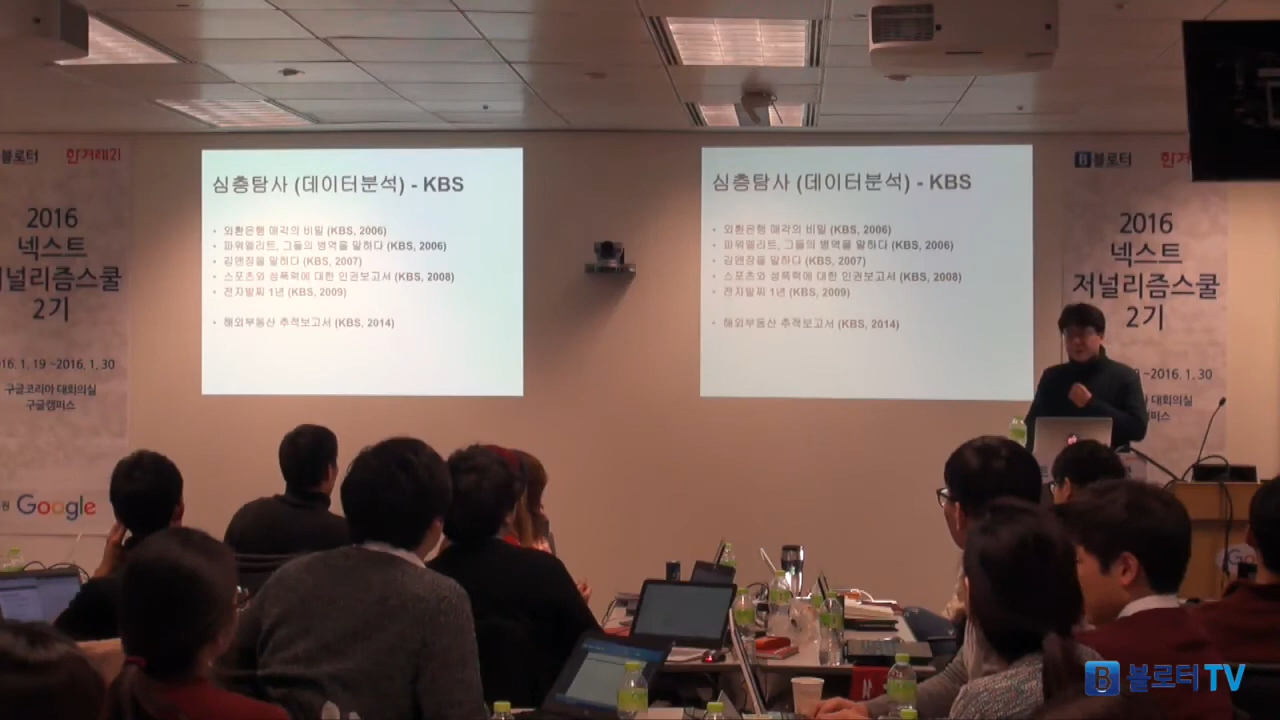 블로터 한겨레21
2016
넥스트
저널리즘스쿨
2기
16. 1. 19 ~2016. 1. 30
구글코리아 대회의실
구글캠퍼스
원 Google
심층탐사 (데이터분석) - KBS
• 외환은행 매각의 비밀 (KBS, 2006)
• 파워엘리트, 그들의 병역을 말하다 (KBS, 2006)
• 김앤장을 말하다 (KBS, 2007)
• 스포츠와 성폭력에 대한 인권보고서 (KBS, 2008)
• 전자발찌 1년 (KBS, 2009)
• 해외부동산 추적보고서 (KBS, 2014)
심층탐사 (데이터분석) - KBS
• 외환은행 매각의 비밀 (KBS, 2006)
• 파워엘리트, 그들의 병역을 말하다 (KBS, 2006)
• 김앤장을 말하다 (KBS, 2007)
• 스포츠와 성폭력에 대한 인권보고서 (KBS, 2008)
• 전자발찌 1년 (KBS, 2009)
• 해외부동산 추적보고서 (KBS, 2014)
B 블로터 한겨
2016
넥스트
저널리즘스쿨
2기
~2016. 1. 30
대회의실
캠퍼스
Go
B 블로터 TV